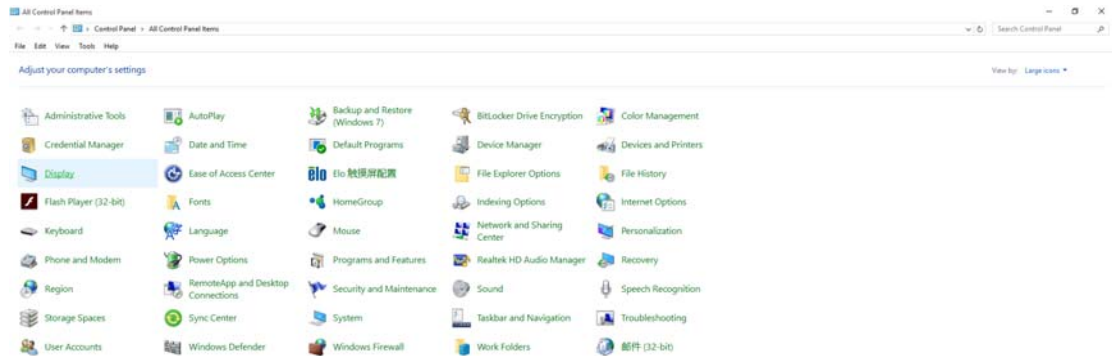 All Control Panel Items
Control Panel > All Control Panel Items
Search Control Panel
File Edit View Tools Help
Adjust your computer's settings
View by: Large icons
Administrative Tools
AutoPlay
Backup and Restore
(Windows 7)
BitLocker Drive Encryption
Color Management
Credential Manager
Date and Time
Default Programs
Device Manager
Devices and Printers
Display
Ease of Access Center
elo Elo 触摸屏配置
File Explorer Options
File History
Flash Player (32-bit)
Fonts
HomeGroup
Indexing Options
Internet Options
Keyboard
Language
Mouse
Network and Sharing
Center
Personalization
Phone and Modem
Power Options
Programs and Features
Realtek HD Audio Manager
Recovery
Region
RemoteApp and Desktop
Connections
Security and Maintenance
Sound
Speech Recognition
Storage Spaces
Sync Center
System
Taskbar and Navigation
Troubleshooting
User Accounts
Windows Defender
Windows Firewall
Work Folders
邮件 (32-bit)